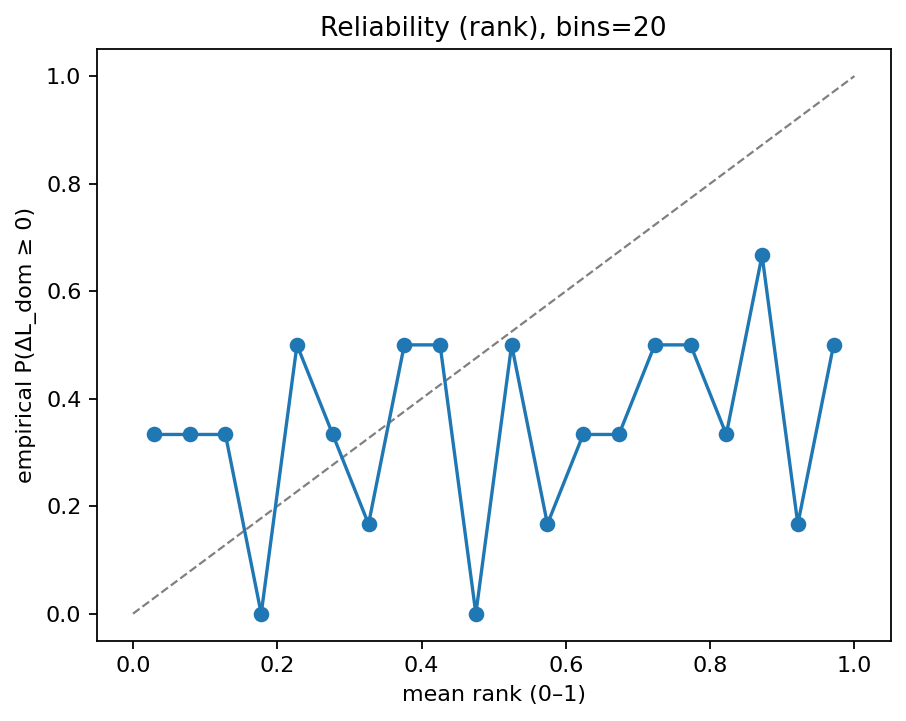 Reliability (rank), bins=20
1.0
0.8
0.6
0.4
0.2
0.0
empirical P(ΔL_dom ≥ 0)
0.0 0.2 0.4 0.6 0.8 1.0
mean rank (0–1)